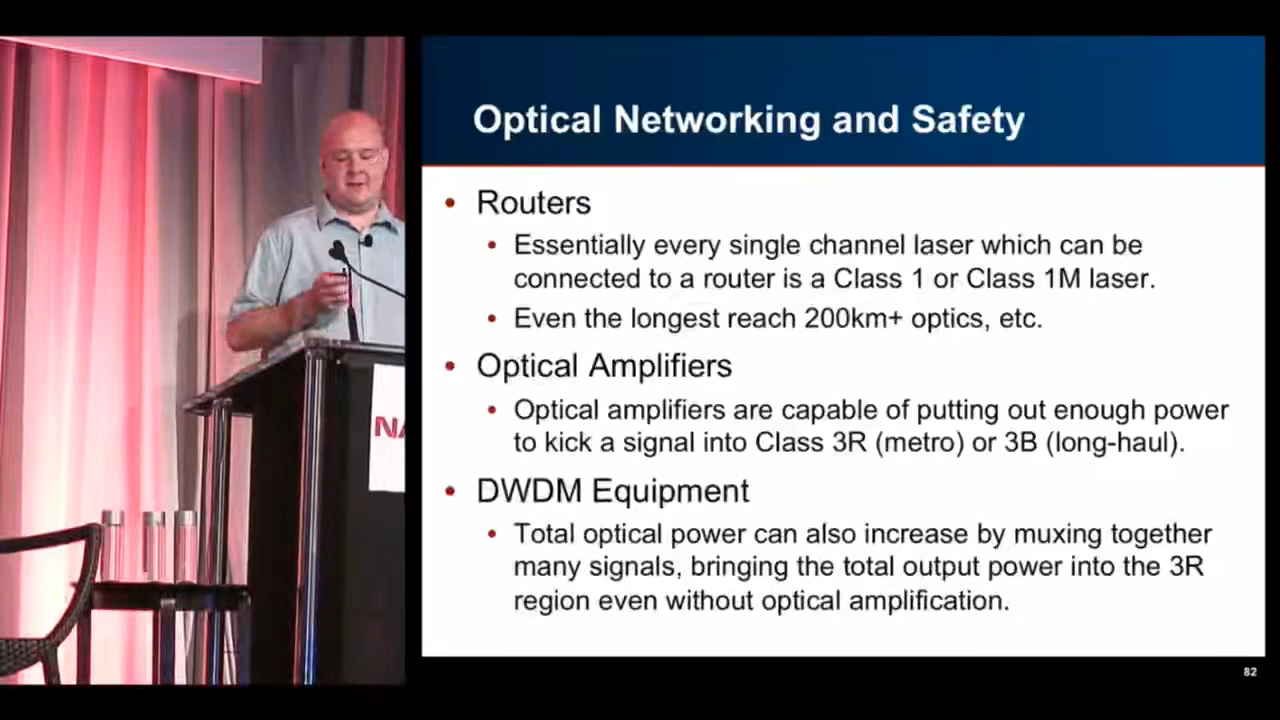 Optical Networking and Safety
• Routers
• Essentially every single channel laser which can be
connected to a router is a Class 1 or Class 1M laser.
• Even the longest reach 200km+ optics, etc.
• Optical Amplifiers
• Optical amplifiers are capable of putting out enough power
to kick a signal into Class 3R (metro) or 3B (long-haul).
• DWDM Equipment
• Total optical power can also increase by muxing together
many signals, bringing the total output power into the 3R
region even without optical amplification.
82
NA